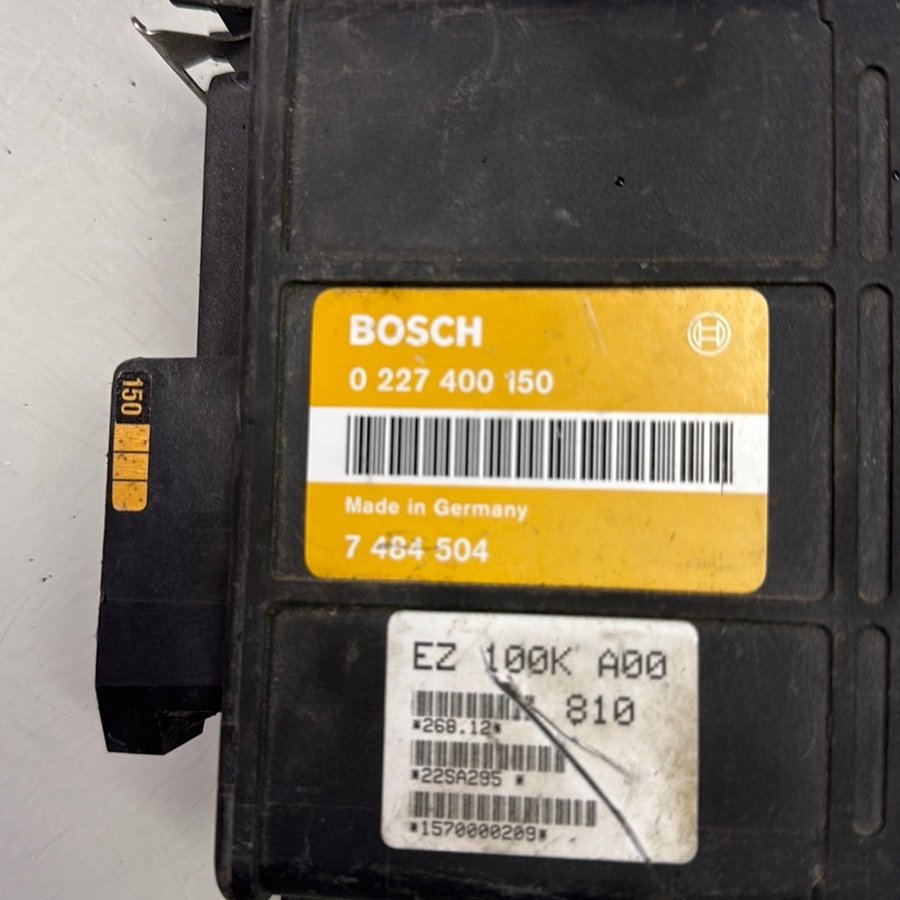 BOSCH
0 227 400 150
150
Made in Germany
7 484 504
EZ 100K A00
810
*268.12*
*22SA295 *
*1570000209*